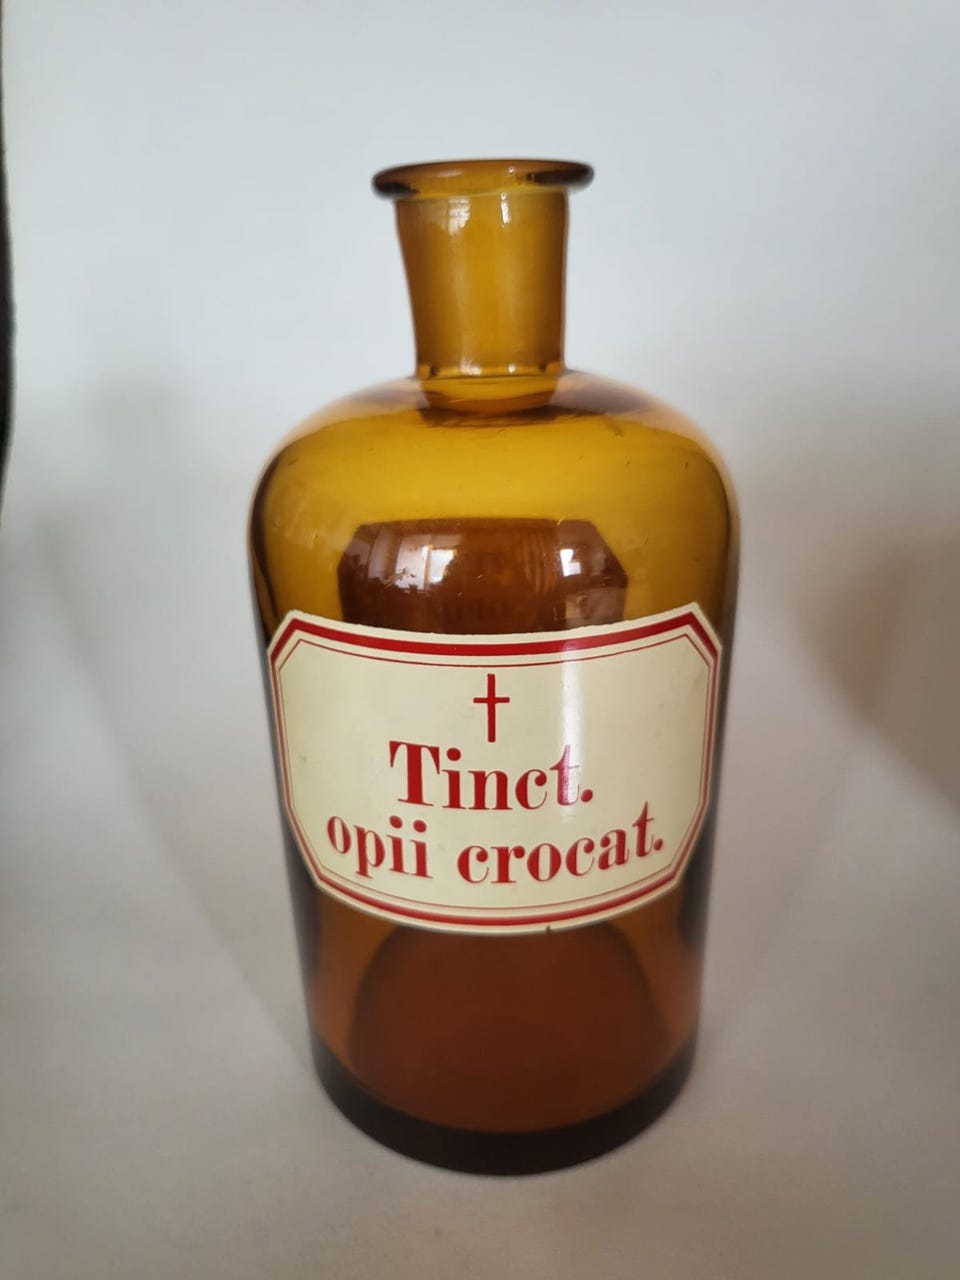 †
Tinct.
opii crocat.